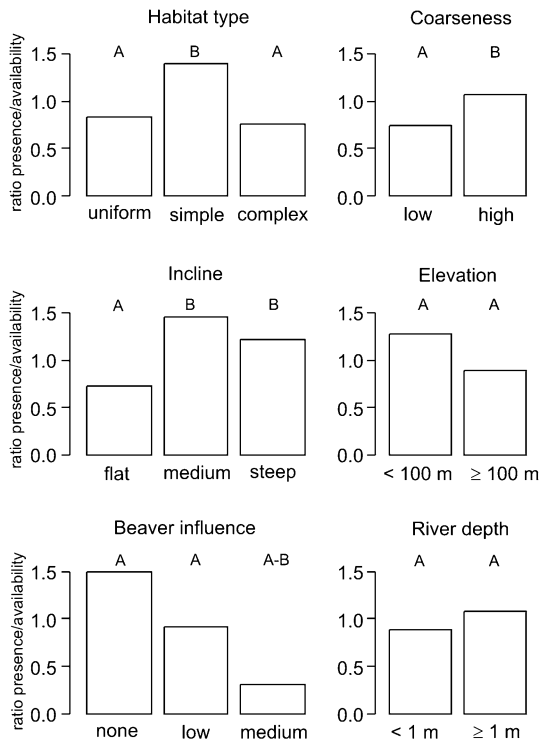 Habitat type
Coarseness
ratio presence/availability
1.5
1.0
0.5
0.0
A
B
A
uniform
simple
complex
1.5
1.0
0.5
0.0
A
B
low
high
Incline
Elevation
ratio presence/availability
1.5
1.0
0.5
0.0
A
B
B
flat
medium
steep
1.5
1.0
0.5
0.0
A
A
< 100 m
≥ 100 m
Beaver influence
River depth
ratio presence/availability
1.5
1.0
0.5
0.0
A
A
A-B
none
low
medium
1.5
1.0
0.5
0.0
A
A
< 1 m
≥ 1 m